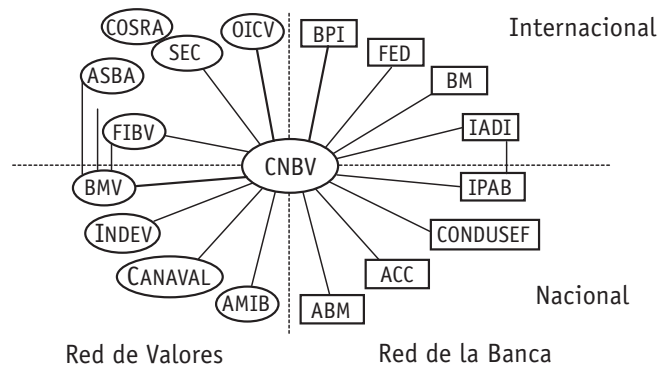 COSRA
OICV
BPI
Internacional
SEC
FED
ASBA
BM
FIBV
IADI
CNBV
BMV
IPAB
INDEV
CONDUSEF
CANAVAL
ACC
AMIB
ABM
Nacional
Red de Valores
Red de la Banca